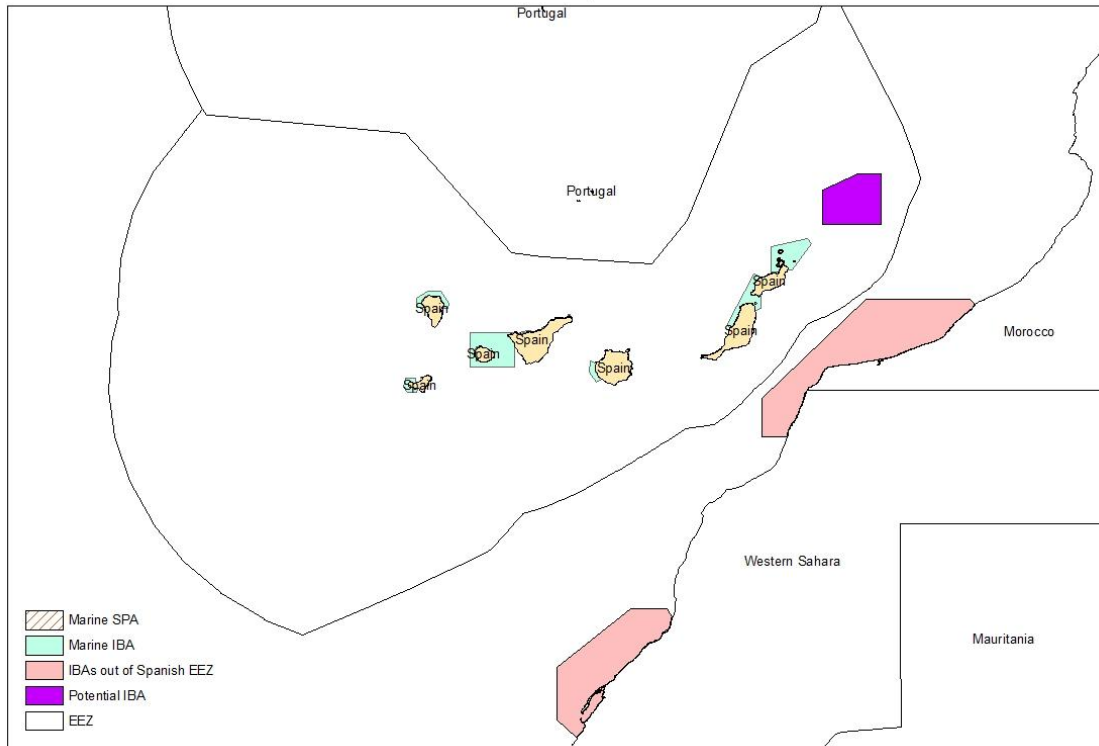 Portugal
Portugal
Spain
Spain
Spain
Spain
Spain
Spain
Spain
Morocco
Western Sahara
Mauritania
Marine SPA
Marine IBA
IBAs out of Spanish EEZ
Potential IBA
EEZ